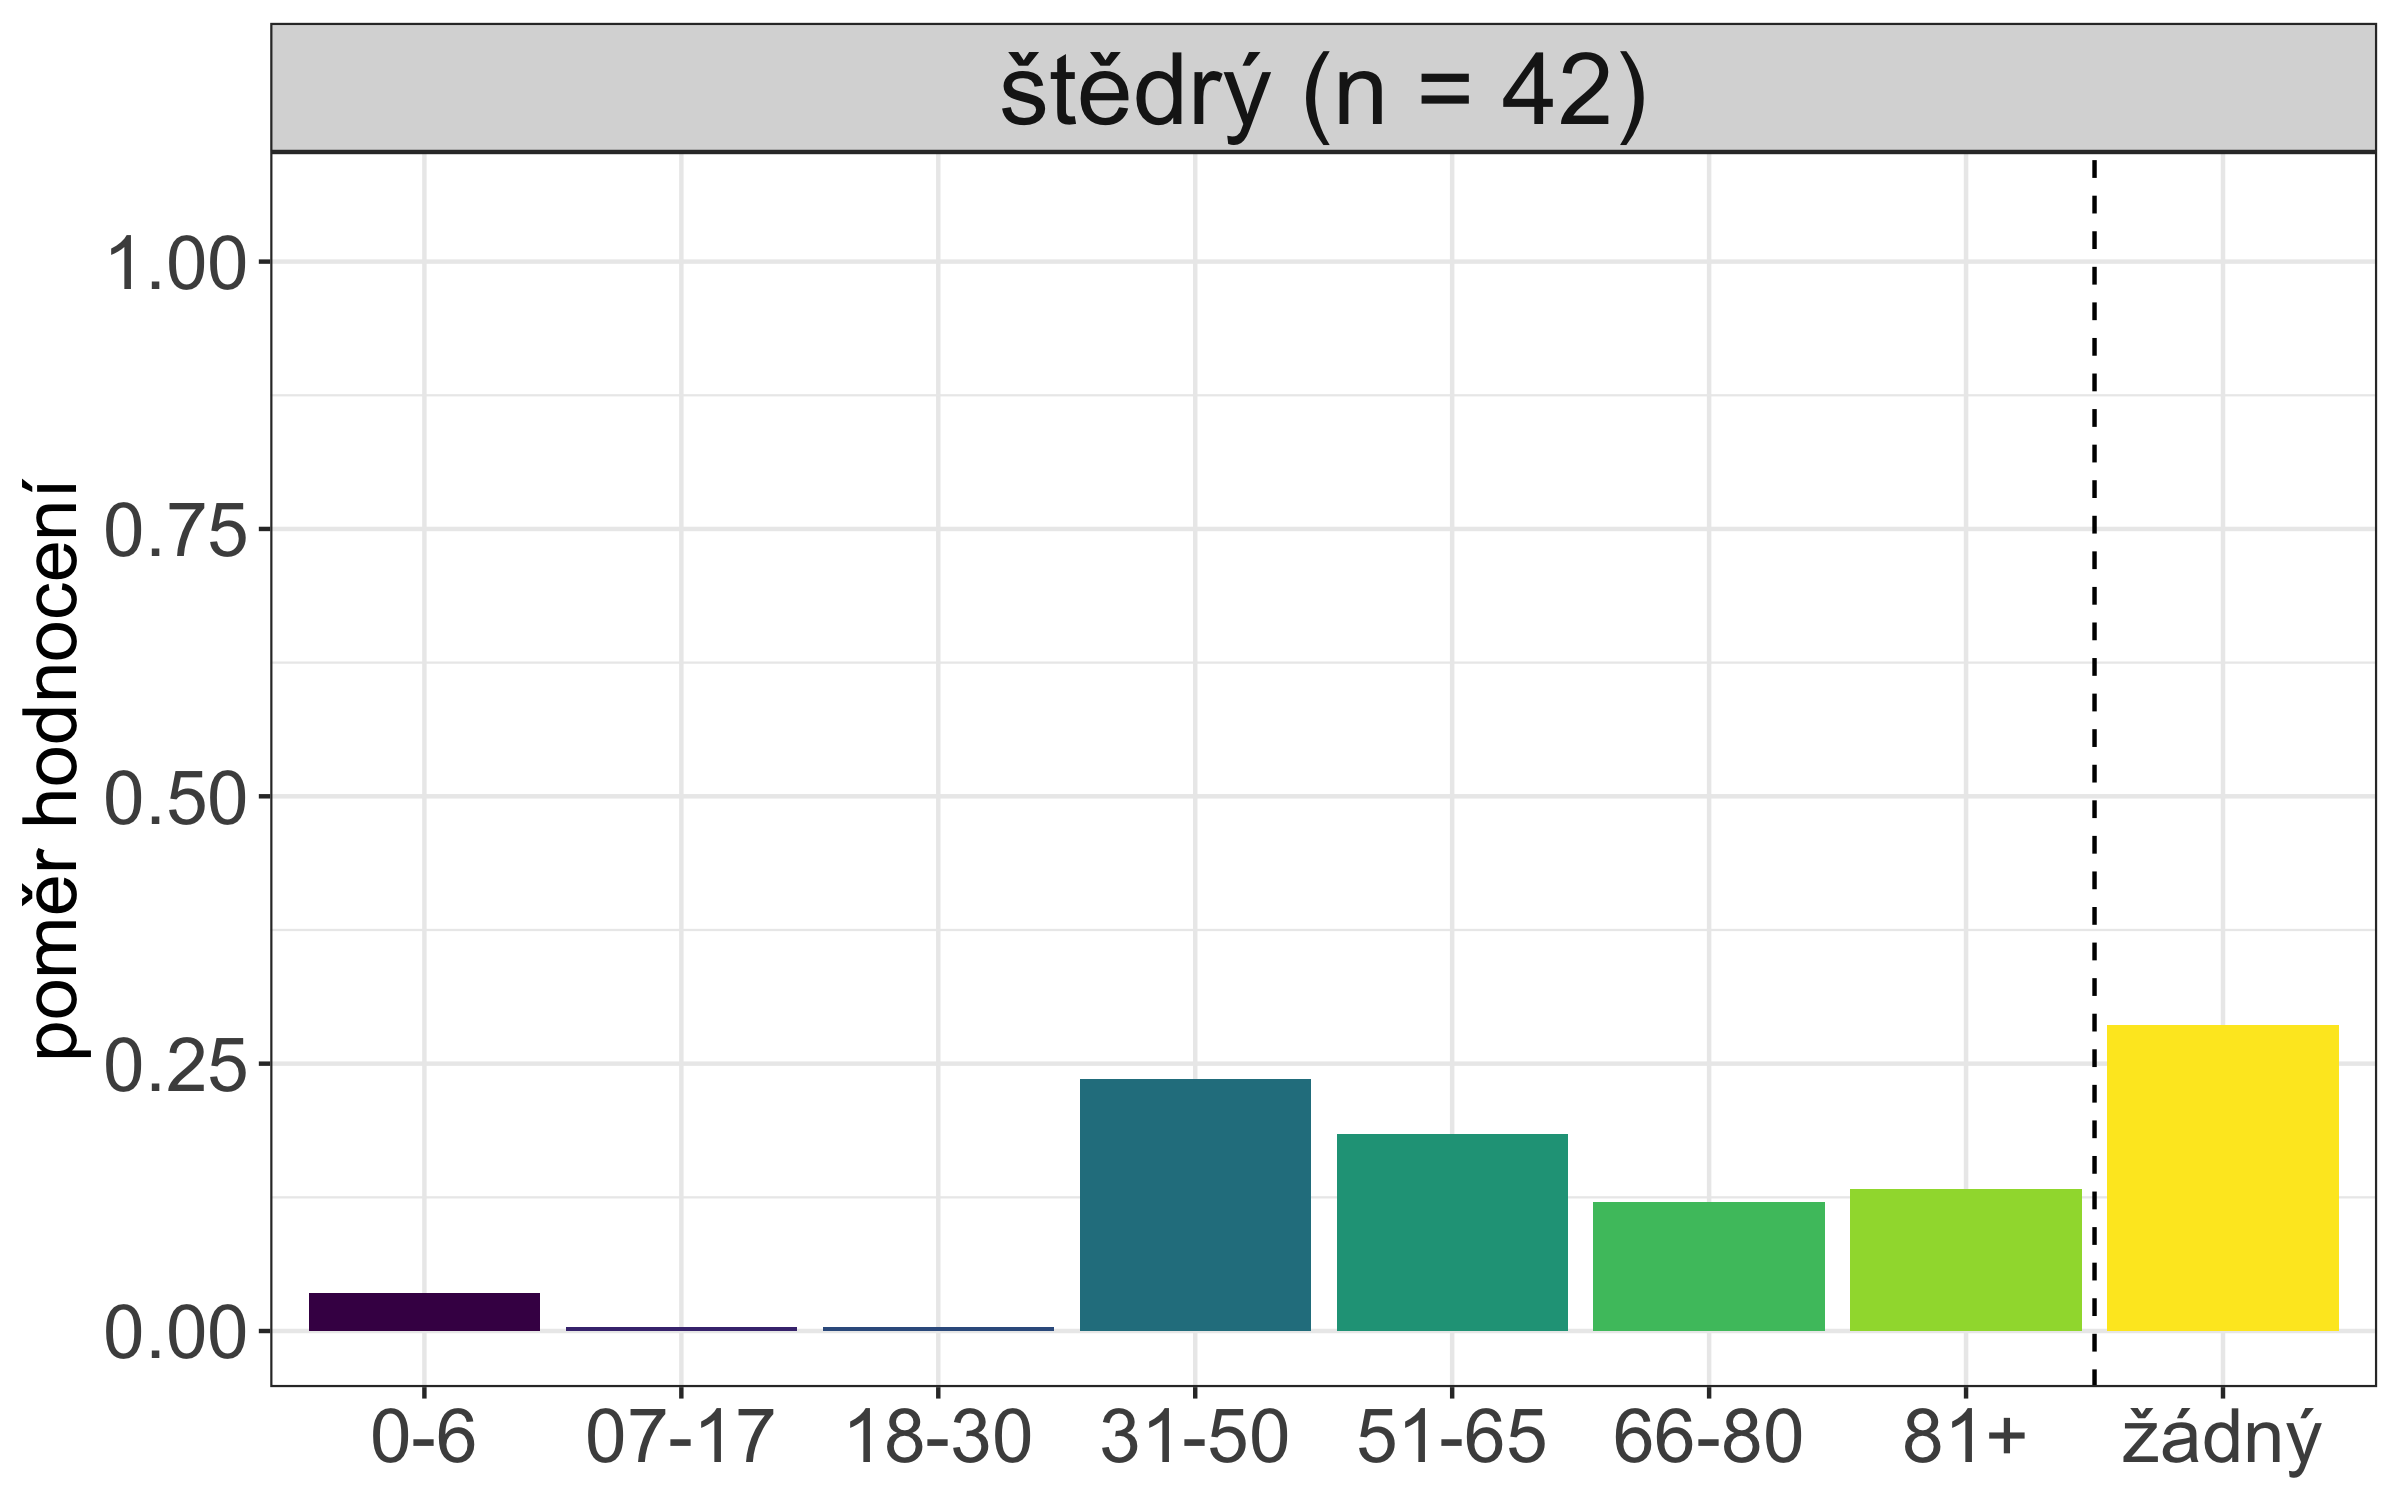 štědrý (n = 42)
poměr hodnocení
1.00
0.75
0.50
0.25
0.00
0-6 07-17 18-30 31-50 51-65 66-80 81+ žádný